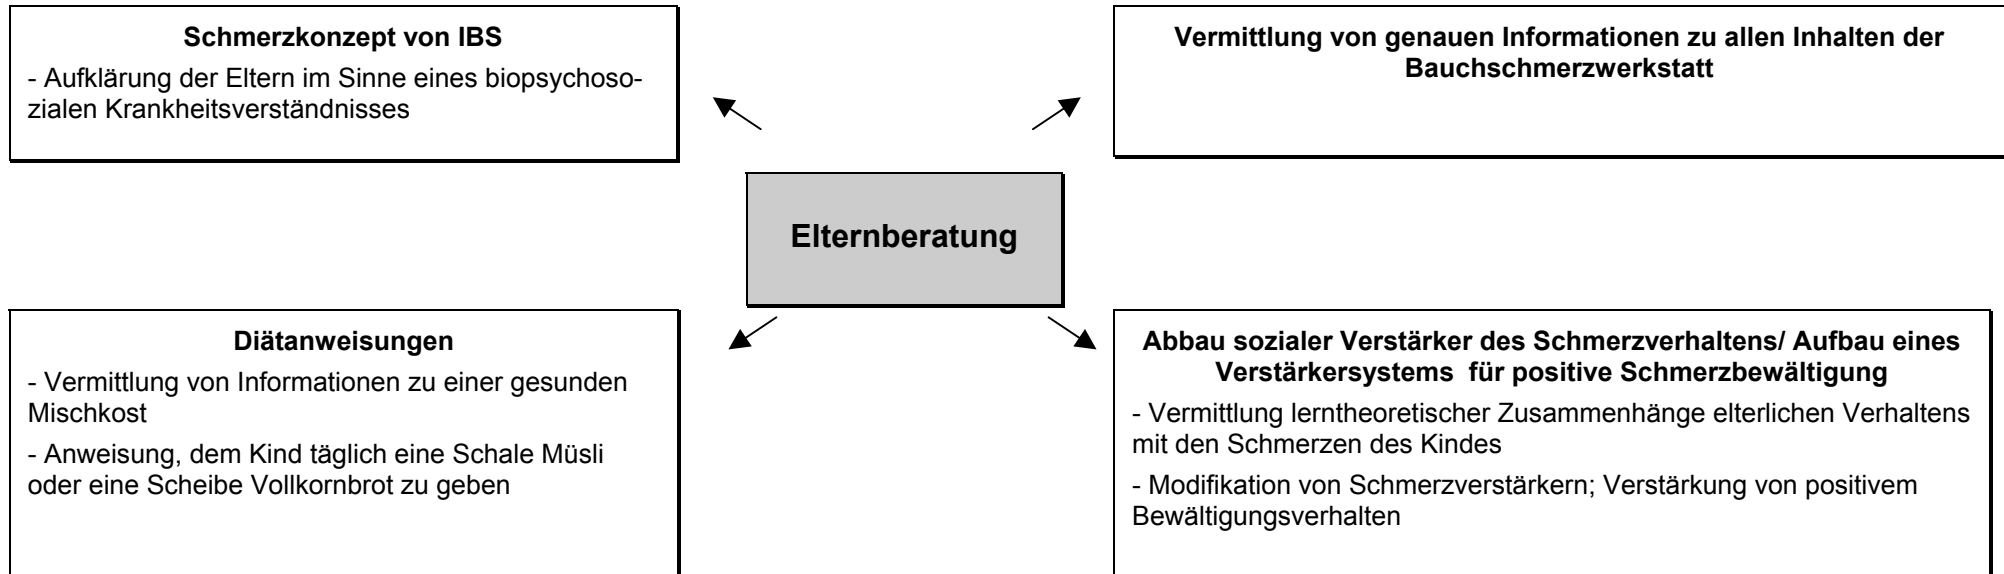 Schmerzkonzept von IBS
- Aufklärung der Eltern im Sinne eines biopsychoso-
zialen Krankheitsverständnisses
Vermittlung von genauen Informationen zu allen Inhalten der
Bauchschmerzwerkstatt
Elternberatung
Diätanweisungen
- Vermittlung von Informationen zu einer gesunden
Mischkost
- Anweisung, dem Kind täglich eine Schale Müsli
oder eine Scheibe Vollkornbrot zu geben
Abbau sozialer Verstärker des Schmerzverhaltens/ Aufbau eines
Verstärkersystems für positive Schmerzbewältigung
- Vermittlung lerntheoretischer Zusammenhänge elterlichen Verhaltens
mit den Schmerzen des Kindes
- Modifikation von Schmerzverstärkern; Verstärkung von positivem
Bewältigungsverhalten